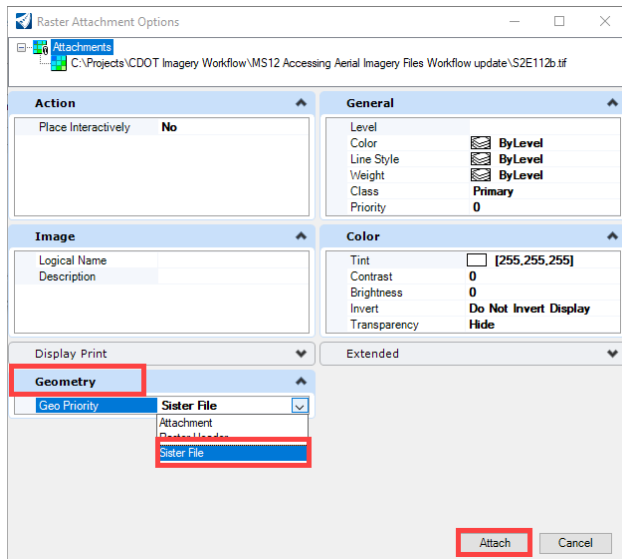 Raster Attachment Options
Attachments
C:\Projects\CDOT Imagery Workflow\MS12 Accessing Aerial Imagery Files Workflow update\S2E112b.tif
Action
Place Interactively No
General
Level
Color ByLevel
Line Style ByLevel
Weight ByLevel
Class Primary
Priority 0
Image
Logical Name
Description
Color
Tint [255,255,255]
Contrast 0
Brightness 0
Invert Do Not Invert Display
Transparency Hide
Display Print
Extended
Geometry
Geo Priority Sister File
Attachment
Raster Header
Sister File
Attach Cancel